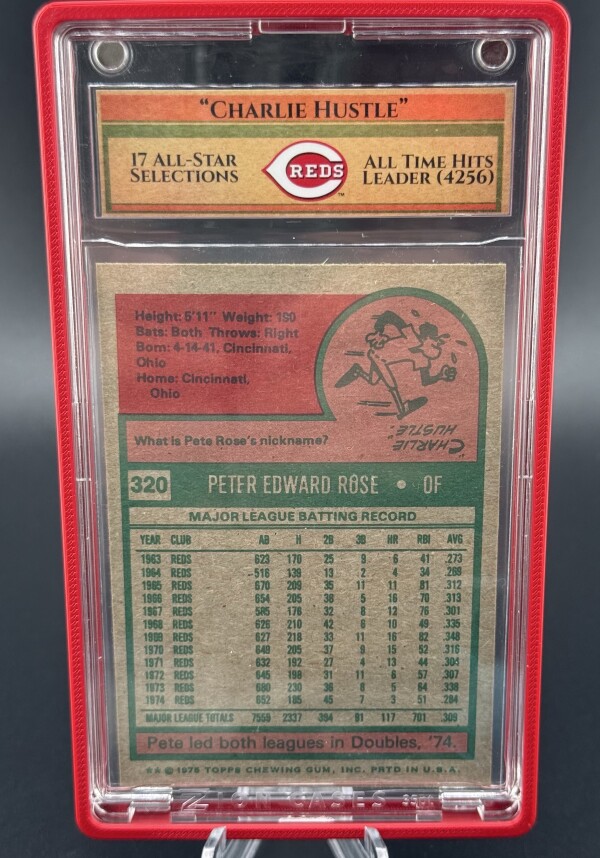 "CHARLIE HUSTLE"
17 ALL-STAR
SELECTIONS
REDS
TM
ALL TIME HITS
LEADER (4256)
Height: 5'11" Weight: 190
Bats: Both Throws: Right
Born: 4-14-41, Cincinnati,
Ohio
Home: Cincinnati,
Ohio
What is Pete Rose's nickname?
"CHARLIE
HUSTLE".
320 PETER EDWARD ROSE • OF
MAJOR LEAGUE BATTING RECORD
YEAR CLUB AB H 2B 3B HR RBI AVG
1963 REDS 623 170 25 9 6 41 .273
1964 REDS 516 139 13 2 4 34 .269
1965 REDS 670 209 35 11 11 81 .312
1966 REDS 654 205 38 5 16 70 .313
1967 REDS 585 176 32 8 12 76 .301
1968 REDS 626 210 42 6 10 49 .335
1969 REDS 627 218 33 11 16 82 .348
1970 REDS 649 205 37 9 15 52 .316
1971 REDS 632 192 27 4 13 44 .304
1972 REDS 645 198 31 11 6 57 .307
1973 REDS 680 230 36 8 5 64 .338
1974 REDS 652 185 45 7 3 51 .284
MAJOR LEAGUE TOTALS 7559 2337 394 91 117 701 .309
Pete led both leagues in Doubles, '74.
© 1975 TOPPS CHEWING GUM, INC. PRTD IN U.S.A.
ZION CASES